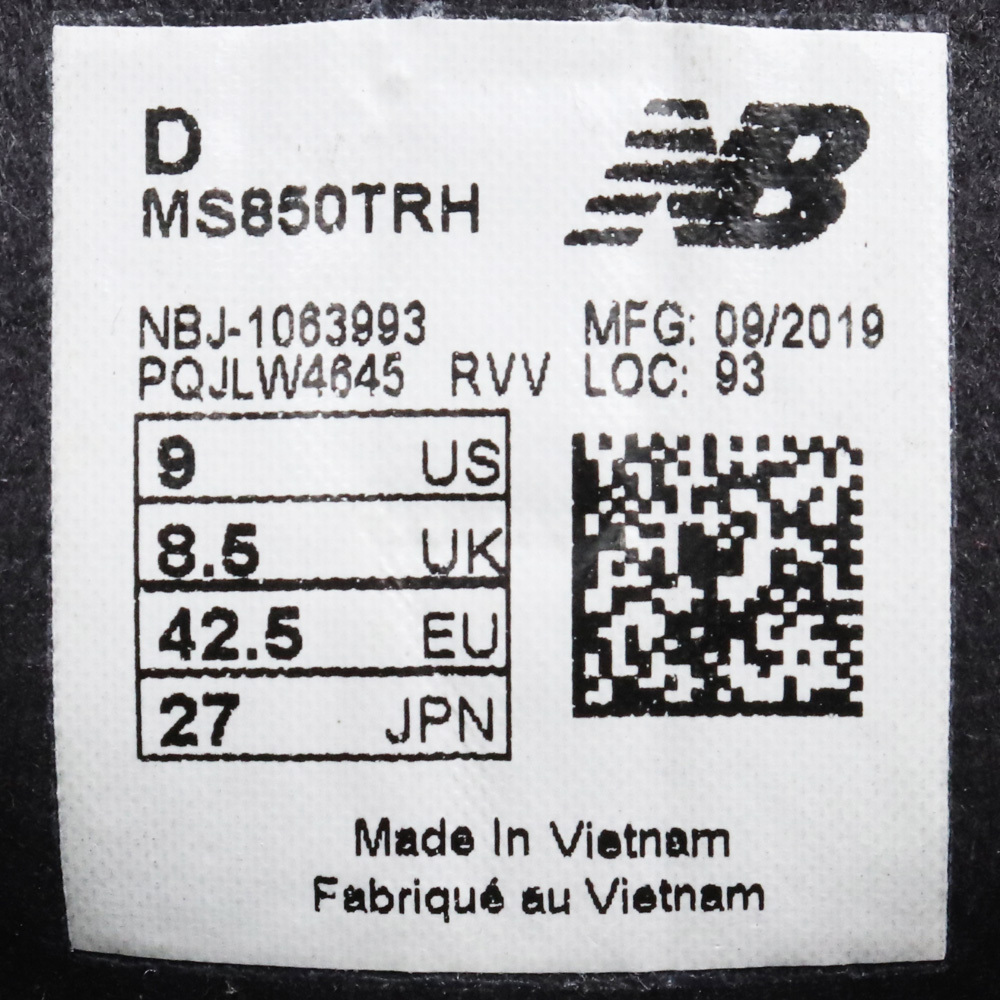 D
MS850TRH
NB
NBJ-1063993
MFG: 09/2019
PQJLW4645 RVV
LOC: 93
9 US
8.5 UK
42.5 EU
27 JPN
Made In Vietnam
Fabriqué au Vietnam